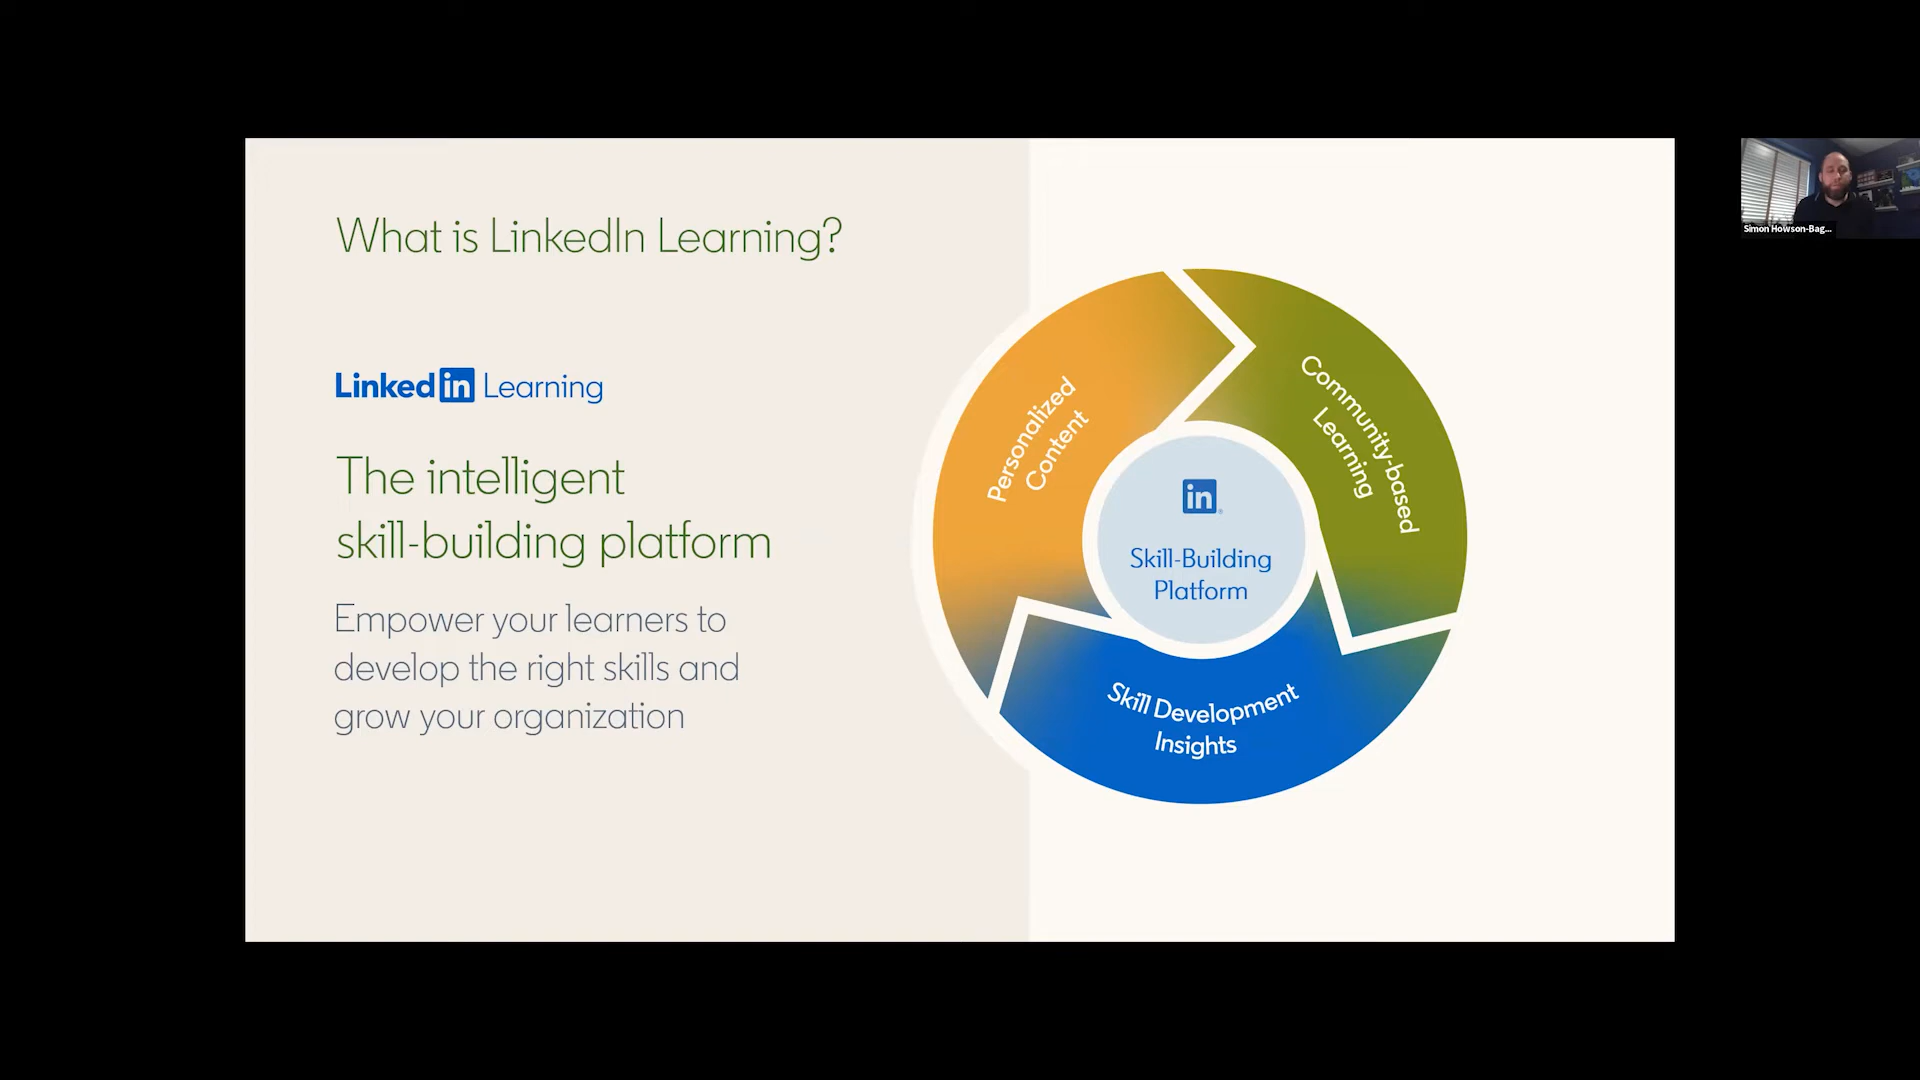 What is LinkedIn Learning?
Linked in Learning
The intelligent
skill-building platform
Empower your learners to
develop the right skills and
grow your organization
Personalized
Content
Community-based
Learning
in
Skill-Building
Platform
Skill Development
Insights
Simon Howson-Bag...